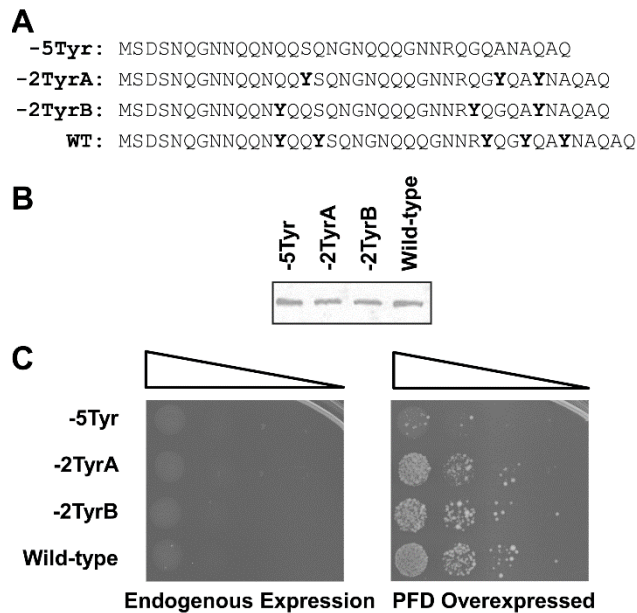 A
-5Tyr: MSDSNQGNNQQNQQSQNGNQQQGNNRQGQANAQAQ
-2TyrA: MSDSNQGNNQQNQQYSQNGNQQQGNNRQGYQAYNAQAQ
-2TyrB: MSDSNQGNNQQNYQQSQNGNQQQGNNRYQGQAYNAQAQ
WT: MSDSNQGNNQQNYQQYSQNGNQQQGNNRYQGYQAYNAQAQ
B
-5Tyr
-2TyrA
-2TyrB
Wild-type
C
-5Tyr
-2TyrA
-2TyrB
Wild-type
Endogenous Expression
PFD Overexpressed